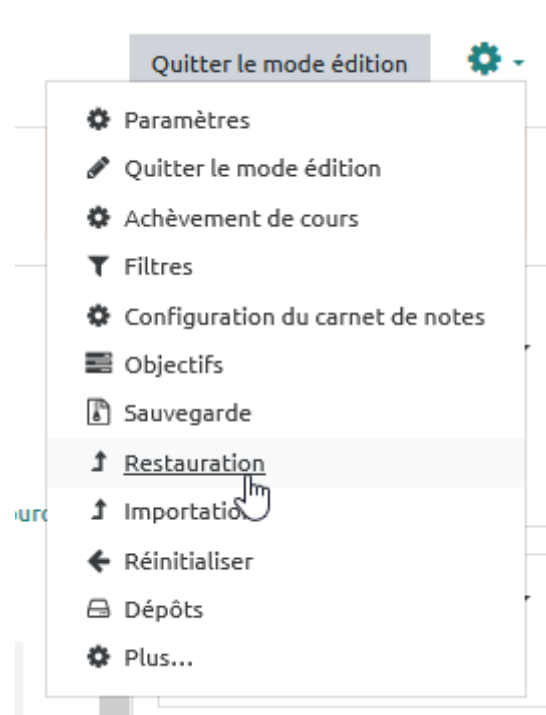 Quitter le mode édition
Paramètres
Quitter le mode édition
Achèvement de cours
Filtres
Configuration du carnet de notes
Objectifs
Sauvegarde
Restauration
Importation
Réinitialiser
Dépôts
Plus...